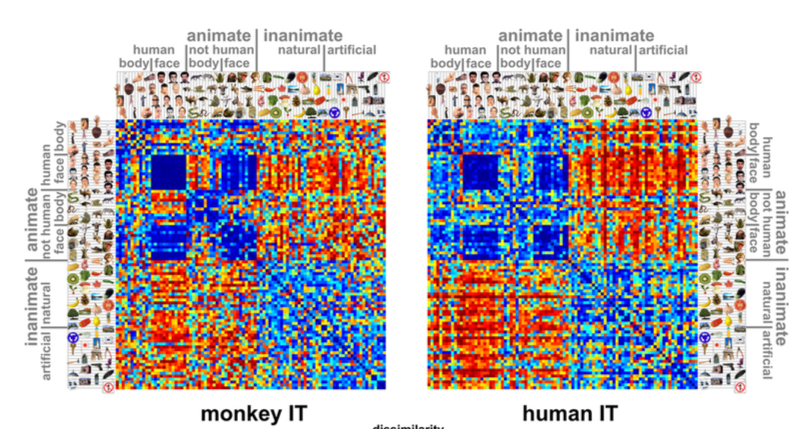 animate | inanimate
human | not human | natural | artificial
body | face | body | face
animate | inanimate
human | not human | natural | artificial
body | face | body | face
animate | inanimate
human | not human | natural | artificial
body | face | body | face
animate | inanimate
human | not human | natural | artificial
body | face | body | face
monkey IT
human IT
dissimilarity